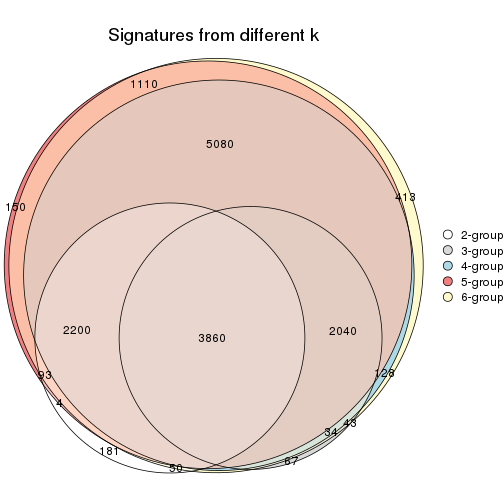 Signatures from different k
1110
5080
413
150
2-group
3-group
4-group
5-group
6-group
2200
3860
2040
93
128
4
43
34
181
67
50